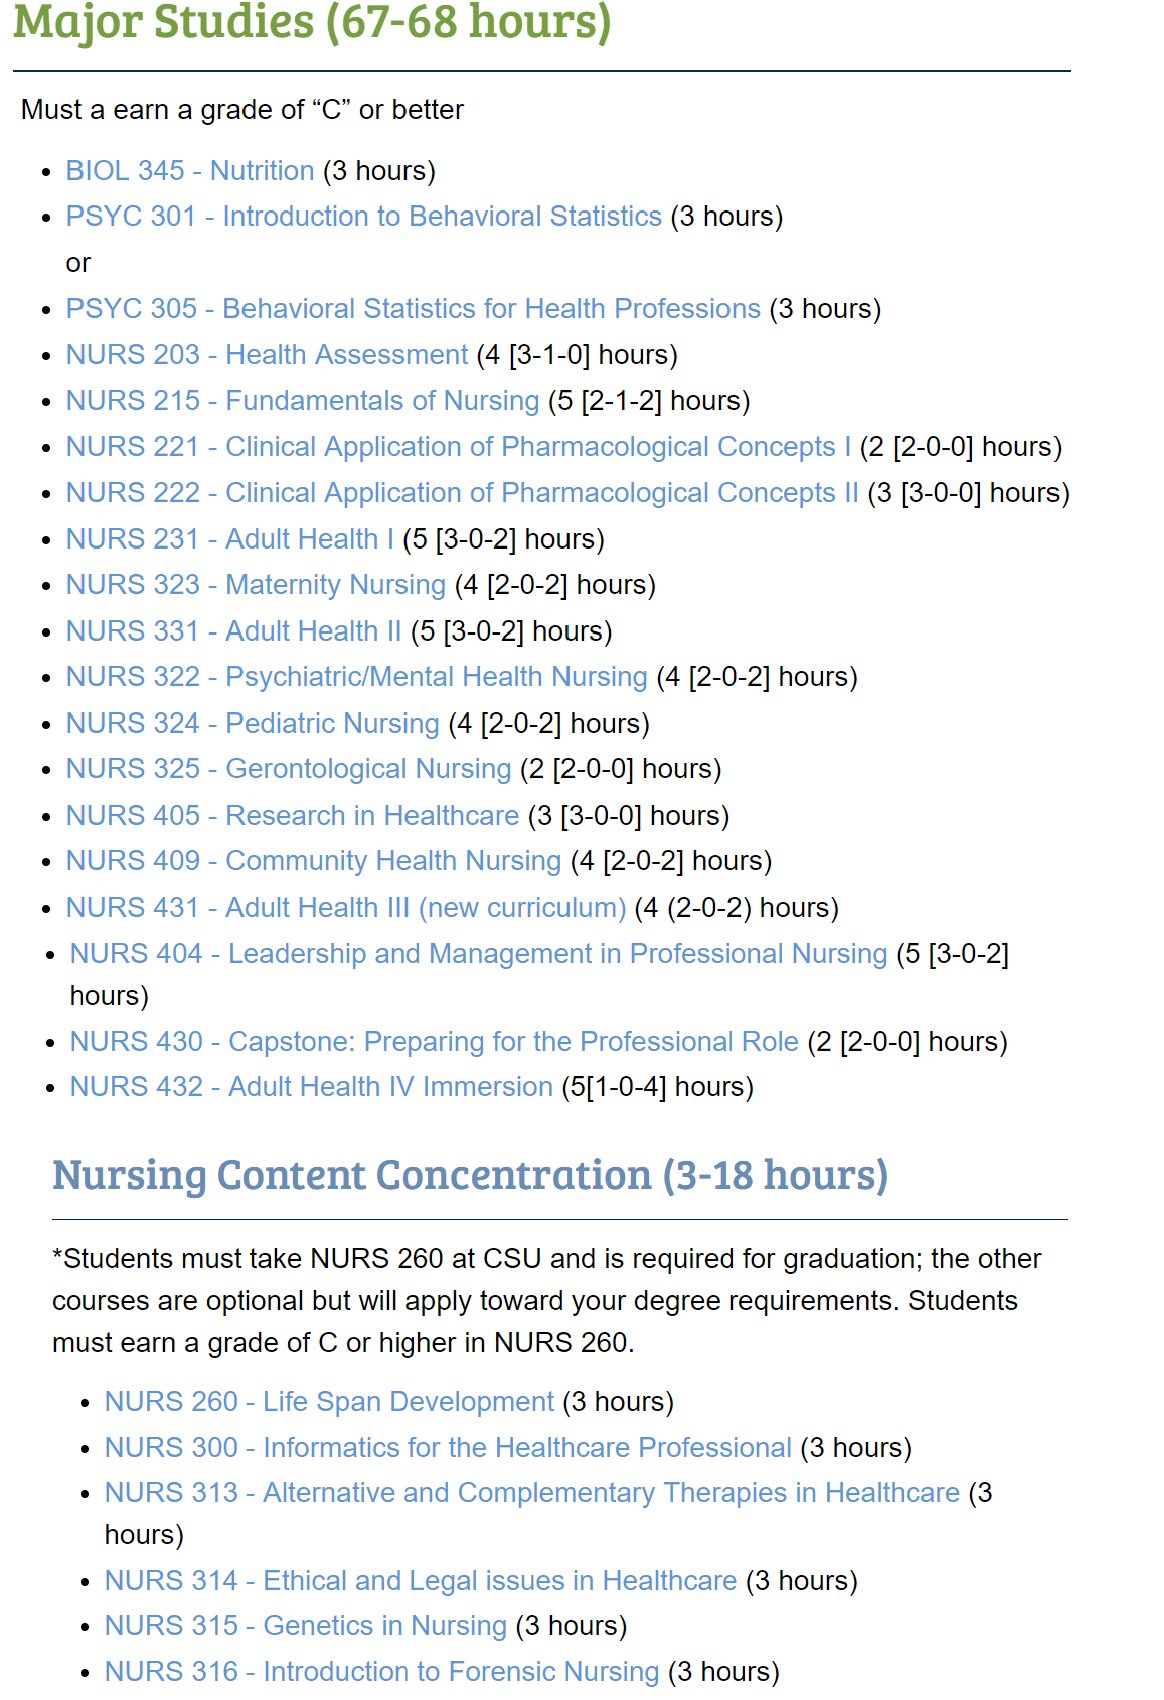 Major Studies (67-68 hours)
Must a earn a grade of “C” or better
• BIOL 345 - Nutrition (3 hours)
• PSYC 301 - Introduction to Behavioral Statistics (3 hours)
or
• PSYC 305 - Behavioral Statistics for Health Professions (3 hours)
• NURS 203 - Health Assessment (4 [3-1-0] hours)
• NURS 215 - Fundamentals of Nursing (5 [2-1-2] hours)
• NURS 221 - Clinical Application of Pharmacological Concepts I (2 [2-0-0] hours)
• NURS 222 - Clinical Application of Pharmacological Concepts II (3 [3-0-0] hours)
• NURS 231 - Adult Health I (5 [3-0-2] hours)
• NURS 323 - Maternity Nursing (4 [2-0-2] hours)
• NURS 331 - Adult Health II (5 [3-0-2] hours)
• NURS 322 - Psychiatric/Mental Health Nursing (4 [2-0-2] hours)
• NURS 324 - Pediatric Nursing (4 [2-0-2] hours)
• NURS 325 - Gerontological Nursing (2 [2-0-0] hours)
• NURS 405 - Research in Healthcare (3 [3-0-0] hours)
• NURS 409 - Community Health Nursing (4 [2-0-2] hours)
• NURS 431 - Adult Health III (new curriculum) (4 (2-0-2) hours)
• NURS 404 - Leadership and Management in Professional Nursing (5 [3-0-2]
hours)
• NURS 430 - Capstone: Preparing for the Professional Role (2 [2-0-0] hours)
• NURS 432 - Adult Health IV Immersion (5[1-0-4] hours)
Nursing Content Concentration (3-18 hours)
*Students must take NURS 260 at CSU and is required for graduation; the other
courses are optional but will apply toward your degree requirements. Students
must earn a grade of C or higher in NURS 260.
• NURS 260 - Life Span Development (3 hours)
• NURS 300 - Informatics for the Healthcare Professional (3 hours)
• NURS 313 - Alternative and Complementary Therapies in Healthcare (3
hours)
• NURS 314 - Ethical and Legal issues in Healthcare (3 hours)
• NURS 315 - Genetics in Nursing (3 hours)
• NURS 316 - Introduction to Forensic Nursing (3 hours)